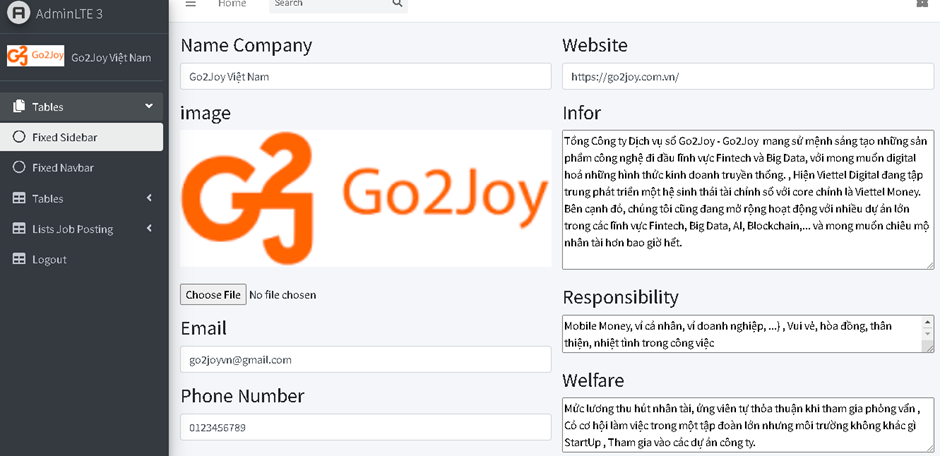 AdminLTE 3
Home
Search
Go2Joy Go2Joy Việt Nam
Tables
Fixed Sidebar
Fixed Navbar
Tables
Lists Job Posting
Logout
Name Company
Go2Joy Việt Nam
image
Go2Joy
Choose File No file chosen
Email
go2joyvn@gmail.com
Phone Number
0123456789
Website
https://go2joy.com.vn/
Infor
Tổng Công ty Dịch vụ số Go2Joy - Go2Joy mang sứ mệnh sáng tạo những sản
phẩm công nghệ đi đầu lĩnh vực Fintech và Big Data, với mong muốn digital
hoá những hình thức kinh doanh truyền thống. , Hiện Viettel Digital đang tập
trung phát triển một hệ sinh thái tài chính số với core chính là Viettel Money.
Bên cạnh đó, chúng tôi cũng đang mở rộng hoạt động với nhiều dự án lớn
trong các lĩnh vực Fintech, Big Data, AI, Blockchain,... và mong muốn chiêu mộ
nhân tài hơn bao giờ hết.
Responsibility
Mobile Money, ví cá nhân, ví doanh nghiệp, ...} , Vui vẻ, hòa đồng, thân
thiện, nhiệt tình trong công việc
Welfare
Mức lương thu hút nhân tài, ứng viên tự thỏa thuận khi tham gia phỏng vấn ,
Có cơ hội làm việc trong một tập đoàn lớn nhưng môi trường không khác gì
StartUp , Tham gia vào các dự án công ty.